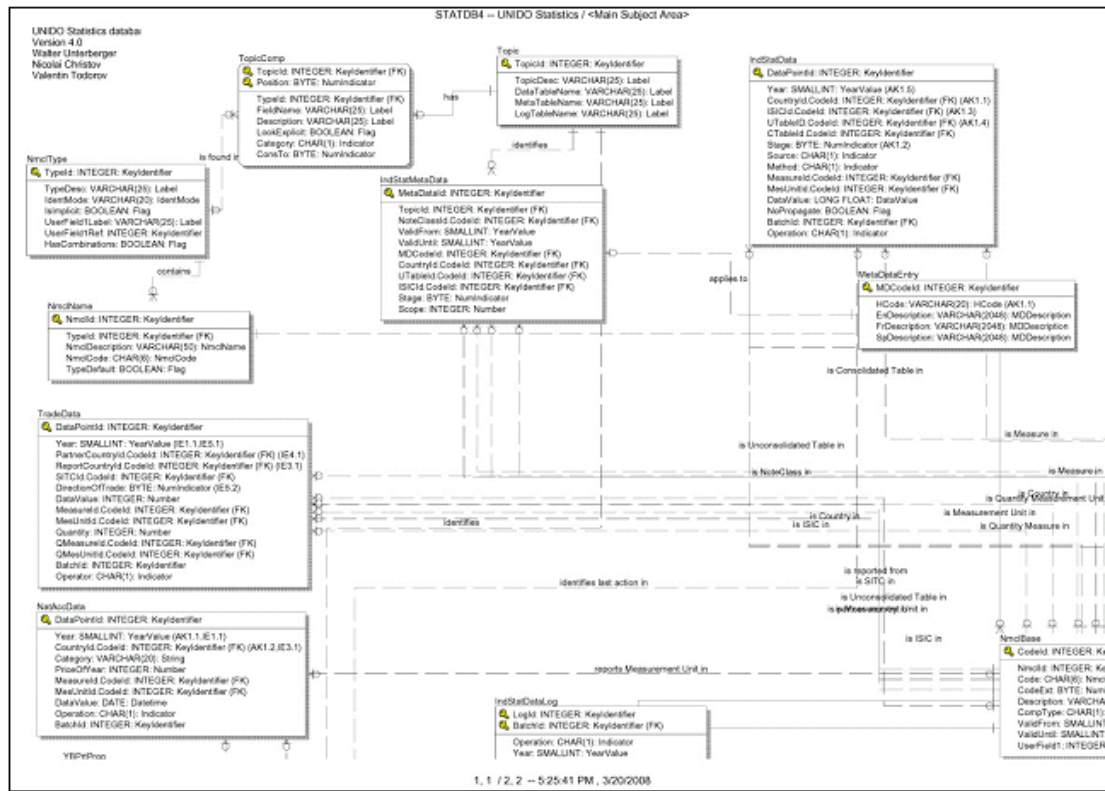 STATDB4 -- UNIDO Statistics / <Main Subject Area>
UNIDO Statistics databa
Version 4.0
Walter Unterberger
Nicolai Christov
Valentin Todorov
TopicComp
TopicId: INTEGER: KeyIdentifier (FK)
Position: BYTE: NumIndicator
TypeId: INTEGER: KeyIdentifier (FK)
FieldName: VARCHAR(25): Label
Description: VARCHAR(25): Label
LookExplicit: BOOLEAN: Flag
Category: CHAR(1): Indicator
ConsTo: BYTE: NumIndicator
has
Topic
TopicId: INTEGER: KeyIdentifier
TopicDesc: VARCHAR(25): Label
DataTableName: VARCHAR(25): Label
MetaTableName: VARCHAR(25): Label
LogTableName: VARCHAR(25): Label
identifies
IndStatData
DataPointId: INTEGER: KeyIdentifier
Year: SMALLINT: YearValue (AK1.5)
CountryId.CodeId: INTEGER: KeyIdentifier (FK) (AK1.1)
ISICId.CodeId: INTEGER: KeyIdentifier (FK) (AK1.3)
UTableID.CodeId: INTEGER: KeyIdentifier (FK) (AK1.4)
CTableId.CodeId: INTEGER: KeyIdentifier (FK)
Stage: BYTE: NumIndicator (AK1.2)
Source: CHAR(1): Indicator
Method: CHAR(1): Indicator
MeasureId.CodeId: INTEGER: KeyIdentifier (FK)
MesUnitId.CodeId: INTEGER: KeyIdentifier (FK)
DataValue: LONG FLOAT: DataValue
NoPropagate: BOOLEAN: Flag
BatchId: INTEGER: KeyIdentifier (FK)
Operation: CHAR(1): Indicator
Is found in
NmclType
TypeId: INTEGER: KeyIdentifier
TypeDesc: VARCHAR(25): Label
IdentMode: VARCHAR(20): IdentMode
IsImplicit: BOOLEAN: Flag
UserField1Label: VARCHAR(25): Label
UserField1Ref: INTEGER: KeyIdentifier
HasCombinations: BOOLEAN: Flag
contains
IndStatMetaData
MetaDataId: INTEGER: KeyIdentifier
TopicId: INTEGER: KeyIdentifier (FK)
NoteClassId.CodeId: INTEGER: KeyIdentifier (FK)
ValidFrom: SMALLINT: YearValue
ValidUntil: SMALLINT: YearValue
MDCodeId: INTEGER: KeyIdentifier (FK)
CountryId.CodeId: INTEGER: KeyIdentifier (FK)
UTableId.CodeId: INTEGER: KeyIdentifier (FK)
ISICId.CodeId: INTEGER: KeyIdentifier (FK)
Stage: BYTE: NumIndicator
Scope: INTEGER: Number
applies to
MetaDataEntry
MDCodeId: INTEGER: KeyIdentifier
HCode: VARCHAR(20): HCode (AK1.1)
EnDescription: VARCHAR(2048): MDDescription
FrDescription: VARCHAR(2048): MDDescription
SpDescription: VARCHAR(2048): MDDescription
NmclName
NmclId: INTEGER: KeyIdentifier
TypeId: INTEGER: KeyIdentifier (FK)
NmclDescription: VARCHAR(50): NmclName
NmclCode: CHAR(6): NmclCode
TypeDefault: BOOLEAN: Flag
is Consolidated Table in
TradeData
DataPointId: INTEGER: KeyIdentifier
Year: SMALLINT: YearValue (IE1.1,IE5.1)
PartnerCountryId.CodeId: INTEGER: KeyIdentifier (FK) (IE4.1)
ReportCountryId.CodeId: INTEGER: KeyIdentifier (FK) (IE3.1)
SITCId.CodeId: INTEGER: KeyIdentifier (FK)
DirectionOfTrade: BYTE: NumIndicator (IE5.2)
DataValue: INTEGER: Number
MeasureId.CodeId: INTEGER: KeyIdentifier (FK)
MesUnitId.CodeId: INTEGER: KeyIdentifier (FK)
Quantity: INTEGER: Number
QMeasureId.CodeId: INTEGER: KeyIdentifier (FK)
QMesUnitId.CodeId: INTEGER: KeyIdentifier (FK)
BatchId: INTEGER: KeyIdentifier
Operator: CHAR(1): Indicator
is Measure in
is Unconsolidated Table in
is NoteClass in
is Measure in
is Country in
is Quantity Measurement Unit in
is Country in
is Measurement Unit in
identifies
is ISIC in
is Quantity Measure in
is reported from
is SITC in
identifies last action in
is Unconsolidated Table in
is ISIC in
NatAccData
DataPointId: INTEGER: KeyIdentifier
Year: SMALLINT: YearValue (AK1.1,IE1.1)
CountryId.CodeId: INTEGER: KeyIdentifier (FK) (AK1.2,IE3.1)
Category: VARCHAR(20): String
PriceOfYear: INTEGER: Number
MeasureId.CodeId: INTEGER: KeyIdentifier (FK)
MesUnitId.CodeId: INTEGER: KeyIdentifier (FK)
DataValue: DATE: Datetime
Operation: CHAR(1): Indicator
BatchId: INTEGER: KeyIdentifier
reports Measurement Unit in
NmclBase
CodeId: INTEGER: Ke
NmclId: INTEGER: Ke
Code: CHAR(6): Nmcl
CodeExt: BYTE: Num
Description: VARCHA
CompType: CHAR(1):
ValidFrom: SMALLINT
ValidUntil: SMALLINT
UserField1: INTEGER
IndStatDataLog
LogId: INTEGER: KeyIdentifier
BatchId: INTEGER: KeyIdentifier (FK)
Operation: CHAR(1): Indicator
Year: SMALLINT: YearValue
1, 1 / 2, 2 -- 5:25:41 PM , 3/20/2008